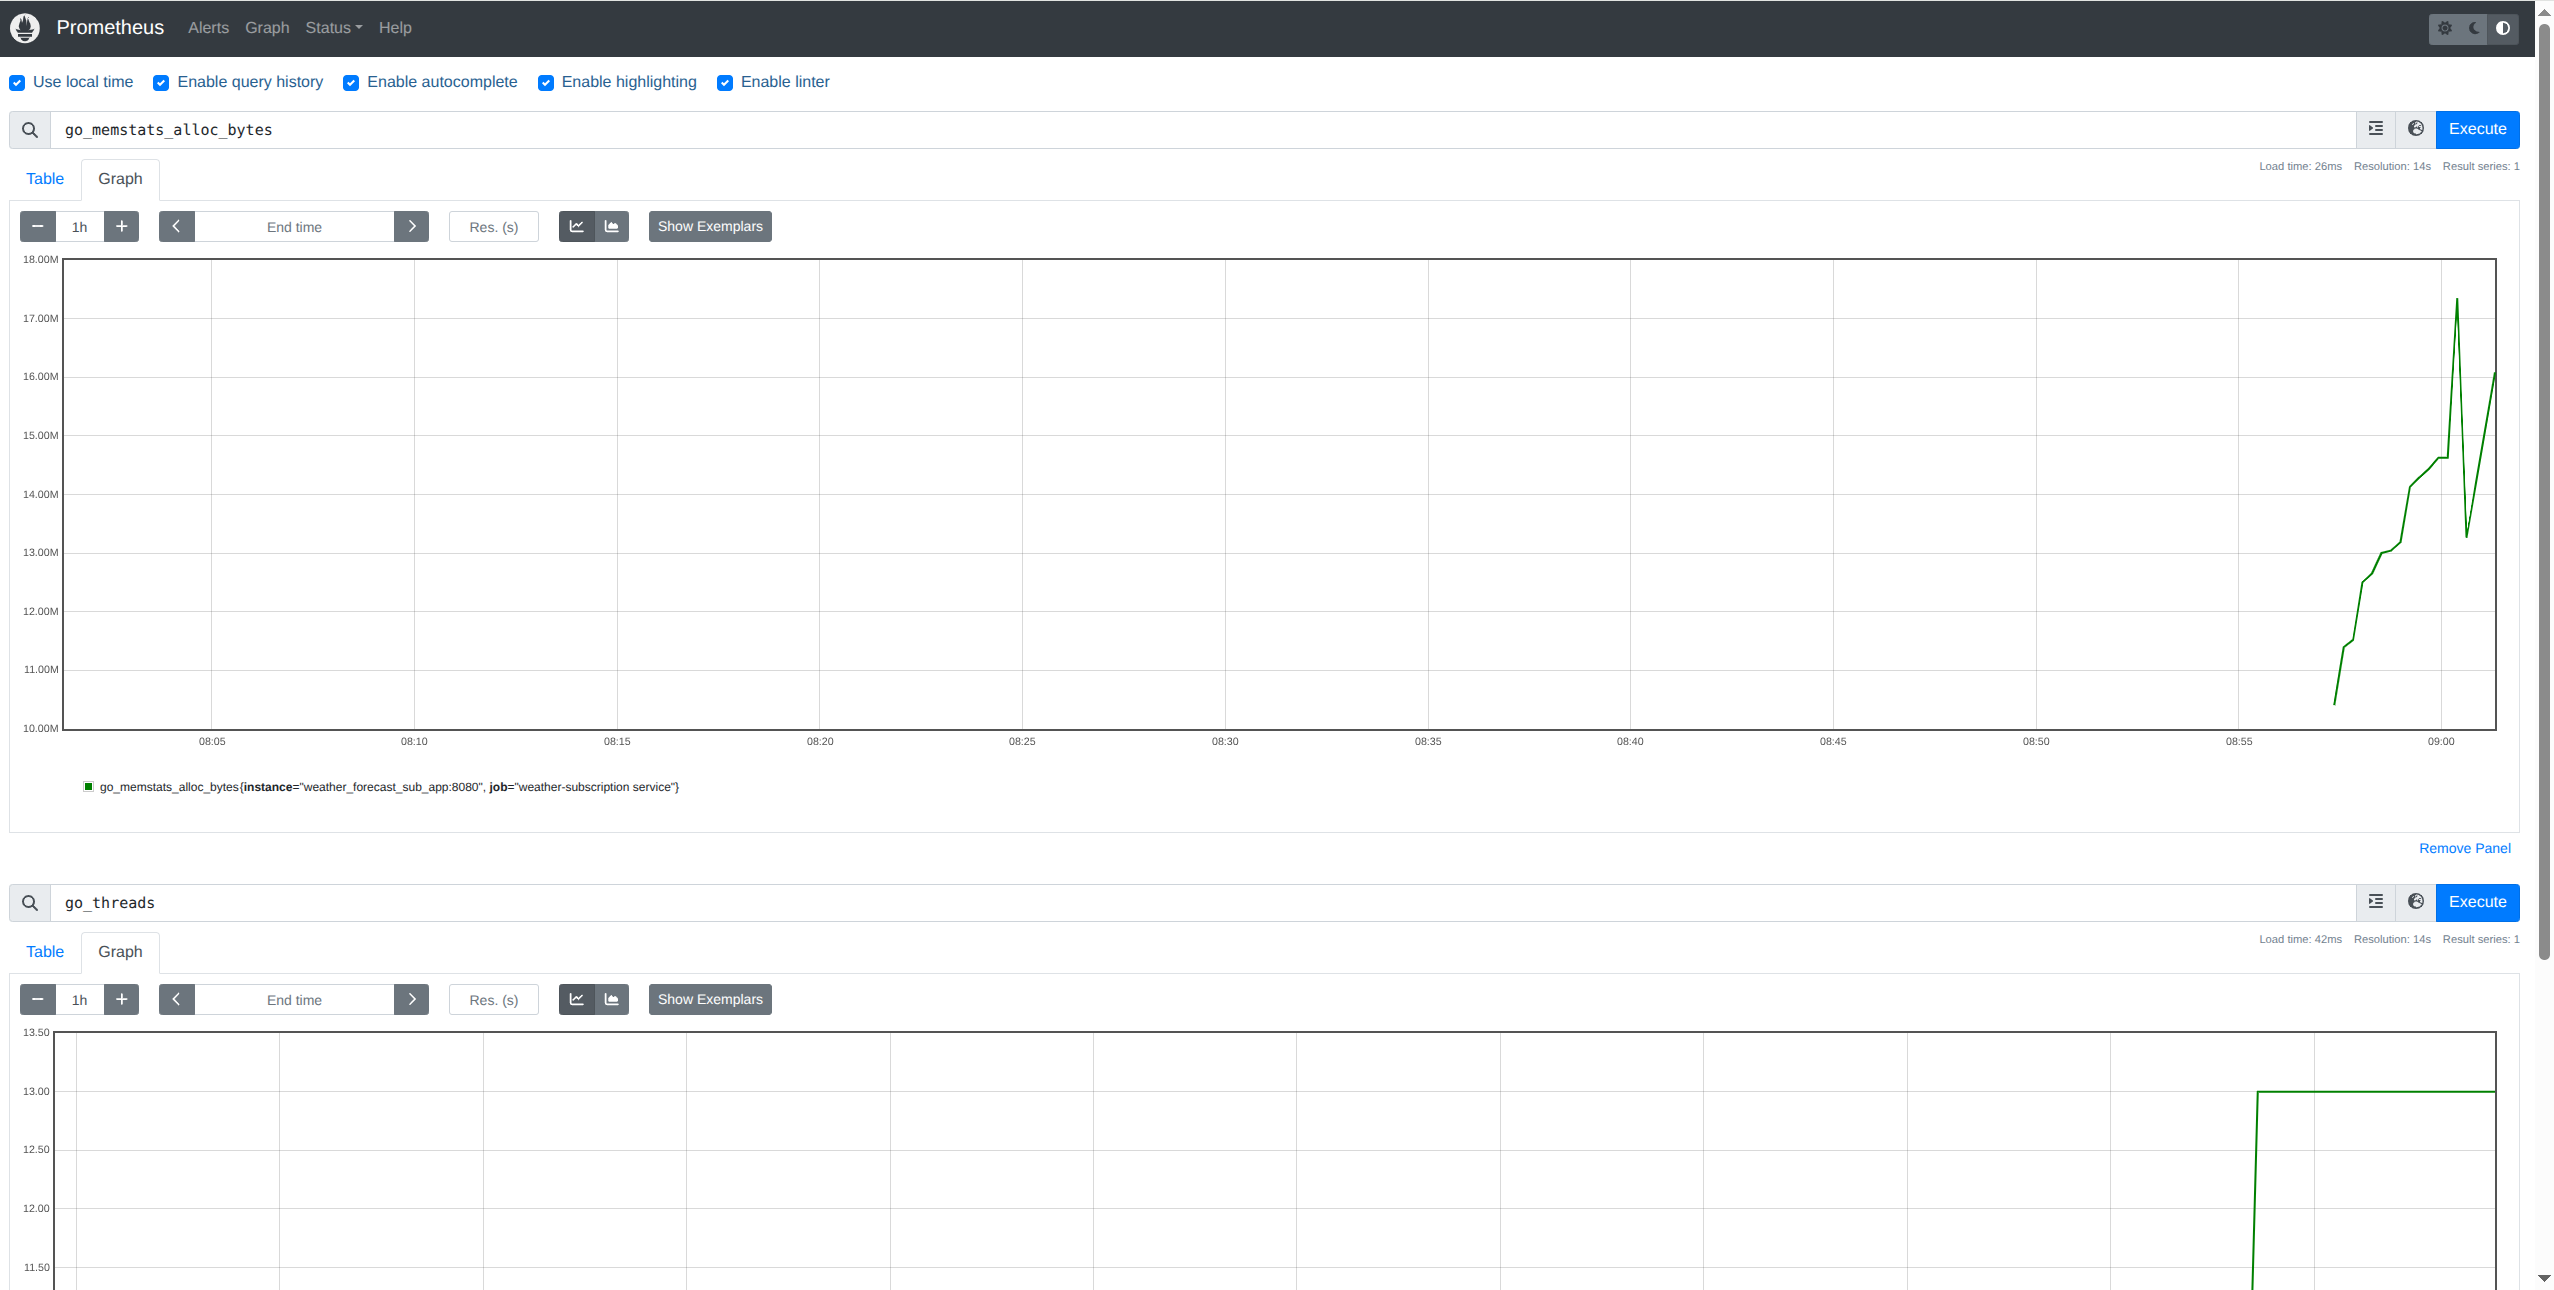 Prometheus Alerts Graph Status Help
Use local time Enable query history Enable autocomplete Enable highlighting Enable linter
go_memstats_alloc_bytes Execute
Load time: 26ms Resolution: 14s Result series: 1
Table Graph
1h End time Res. (s) Show Exemplars
18.00M
17.00M
16.00M
15.00M
14.00M
13.00M
12.00M
11.00M
10.00M
08:05 08:10 08:15 08:20 08:25 08:30 08:35 08:40 08:45 08:50 08:55 09:00
go_memstats_alloc_bytes{instance="weather_forecast_sub_app:8080", job="weather-subscription service"}
Remove Panel
go_threads Execute
Load time: 42ms Resolution: 14s Result series: 1
Table Graph
1h End time Res. (s) Show Exemplars
13.50
13.00
12.50
12.00
11.50